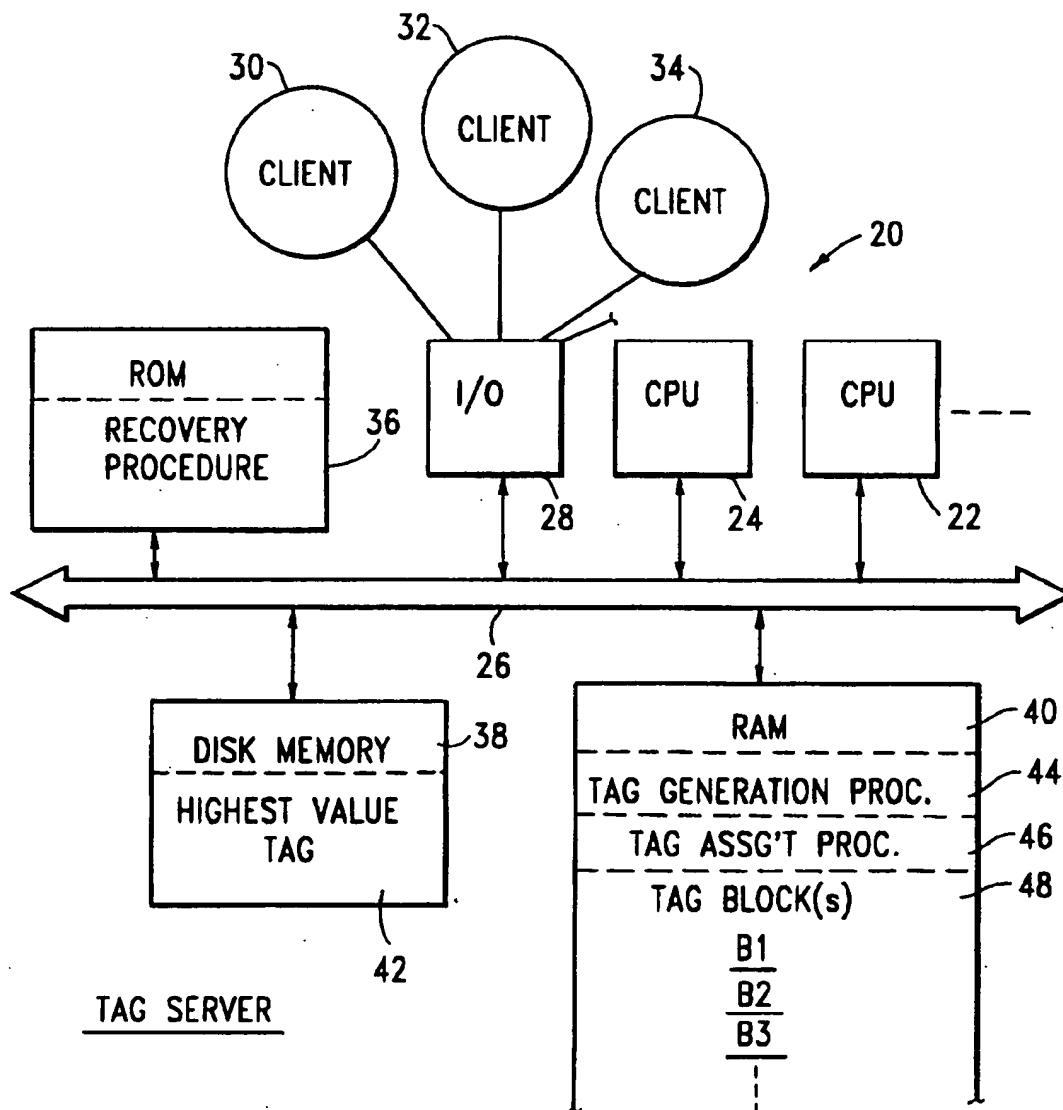 32
30
34
CLIENT
CLIENT
CLIENT
20
ROM
RECOVERY
PROCEDURE
36
I/O
28
CPU
24
CPU
22
26
DISK MEMORY
38
HIGHEST VALUE
TAG
42
RAM
40
TAG GENERATION PROC.
44
TAG ASSG'T PROC.
46
TAG BLOCK(s)
48
B1
B2
B3
TAG SERVER